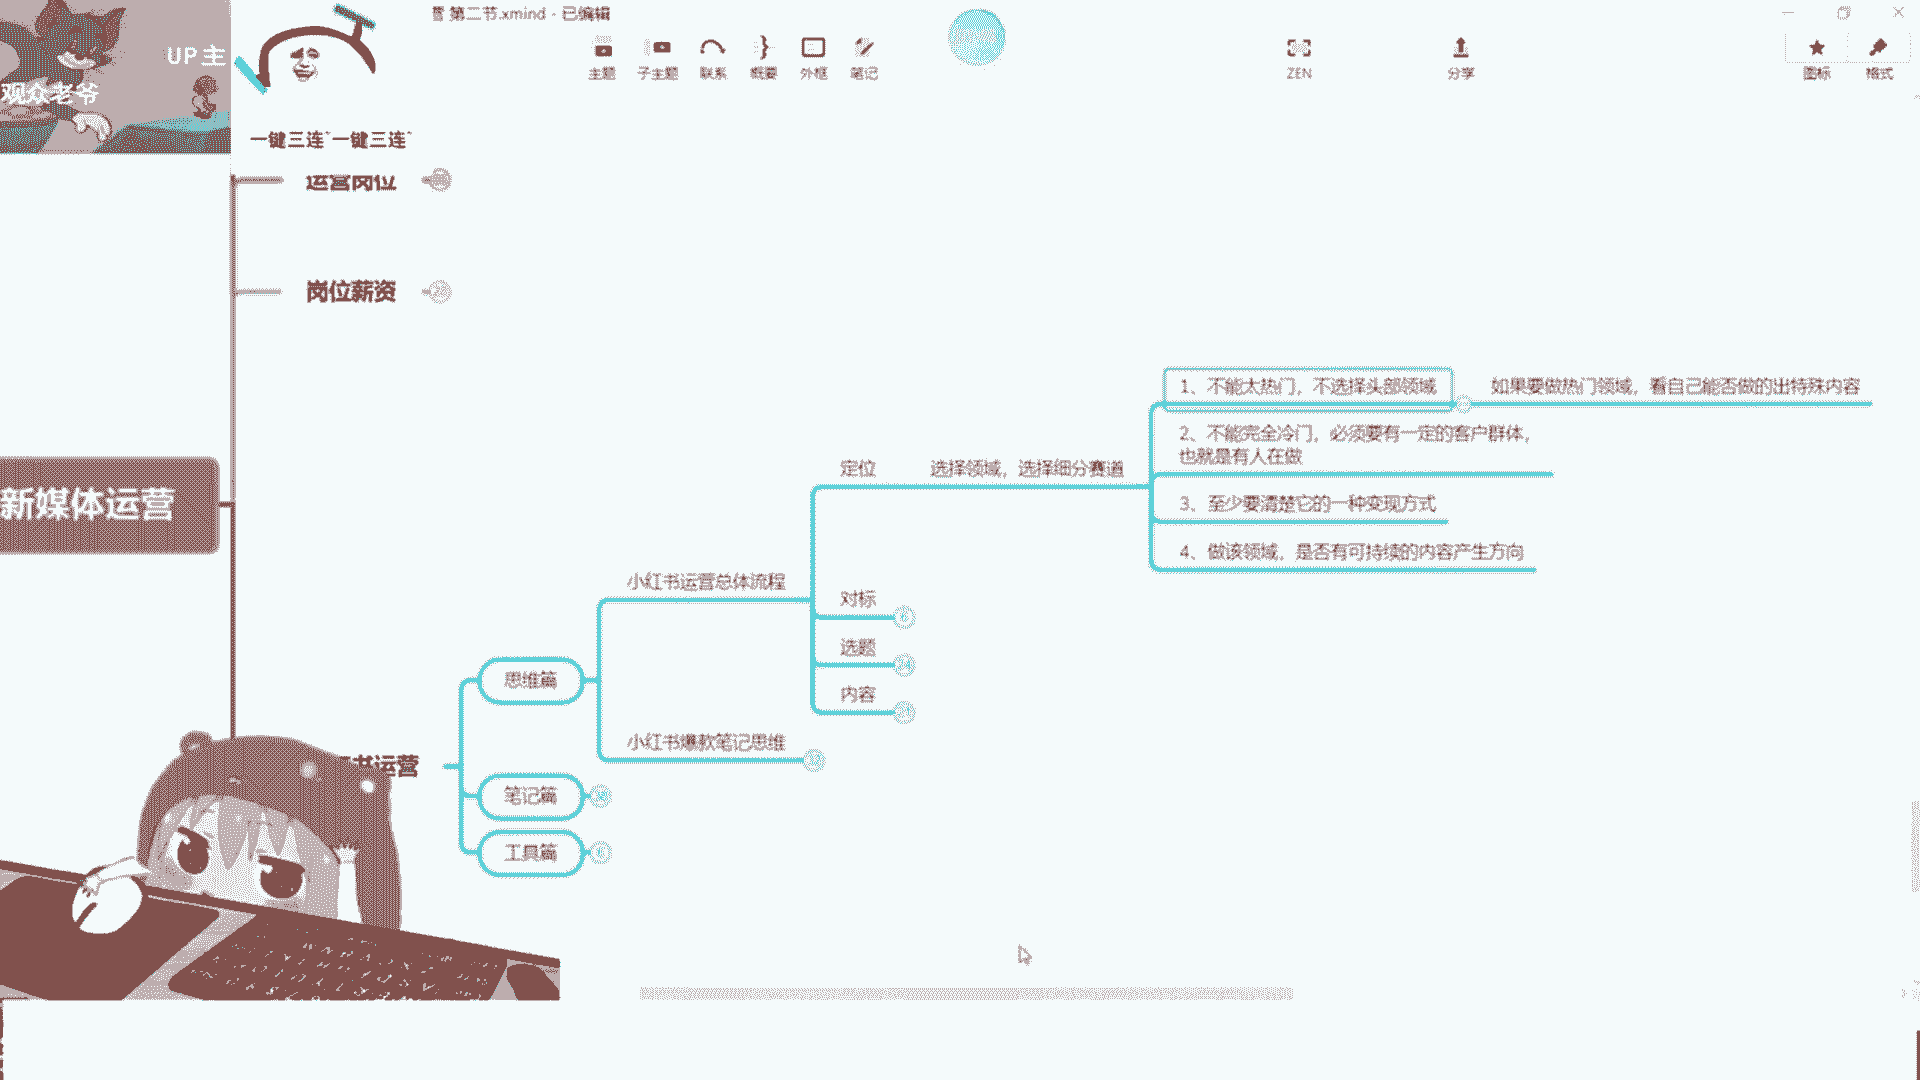 第二节.xmind - 已编辑
UP 主
观众老爷
主题 子主题 联系 概要 外框 笔记
ZEN
分享
图标 格式
一键三连~一键三连~
运营岗位
岗位薪资
1、不能太热门，不选择头部领域
如果要做热门领域，看自己能否做的出特殊内容
2、不能完全冷门，必须要有一定的客户群体，
也就是有人在做
定位
选择领域，选择细分赛道
3、至少要清楚它的一种变现方式
新媒体运营
4、做该领域，是否有可持续的内容产生方向
小红书运营总体流程
对标
6
选题
24
思维篇
内容
小红书爆款笔记思维
书运营
笔记篇
工具篇